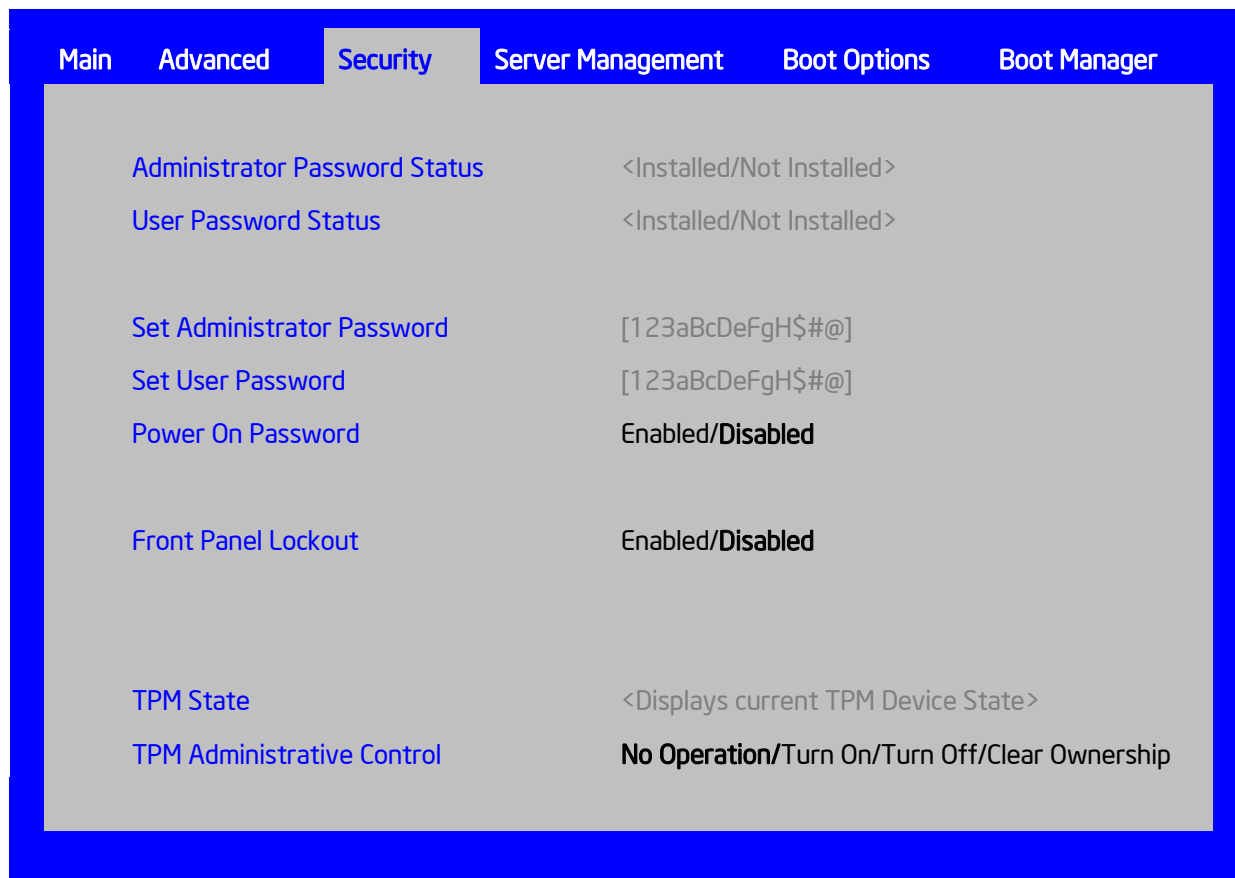 Main Advanced Security Server Management Boot Options Boot Manager
Administrator Password Status <Installed/Not Installed>
User Password Status <Installed/Not Installed>
Set Administrator Password [123aBcDeFgH$#@]
Set User Password [123aBcDeFgH$#@]
Power On Password Enabled/Disabled
Front Panel Lockout Enabled/Disabled
TPM State <Displays current TPM Device State>
TPM Administrative Control No Operation/Turn On/Turn Off/Clear Ownership